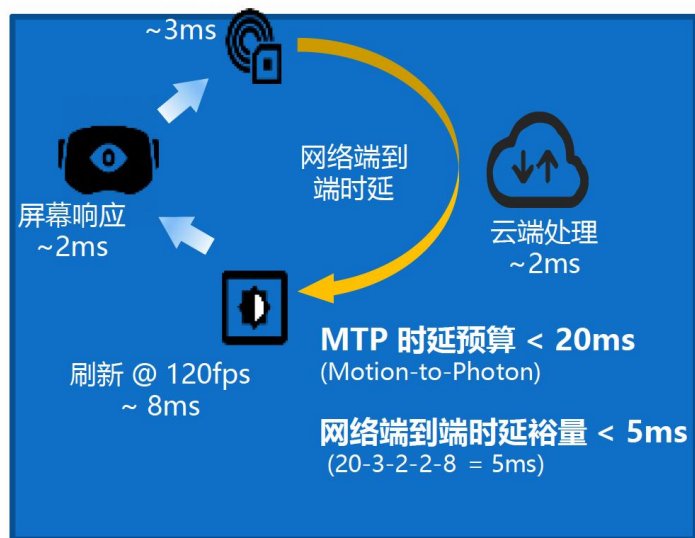 ~3ms
网络端到
端时延
屏幕响应
~2ms
云端处理
~2ms
刷新 @ 120fps
~ 8ms
MTP 时延预算 < 20ms
(Motion-to-Photon)
网络端到端时延裕量 < 5ms
(20-3-2-2-8 = 5ms)